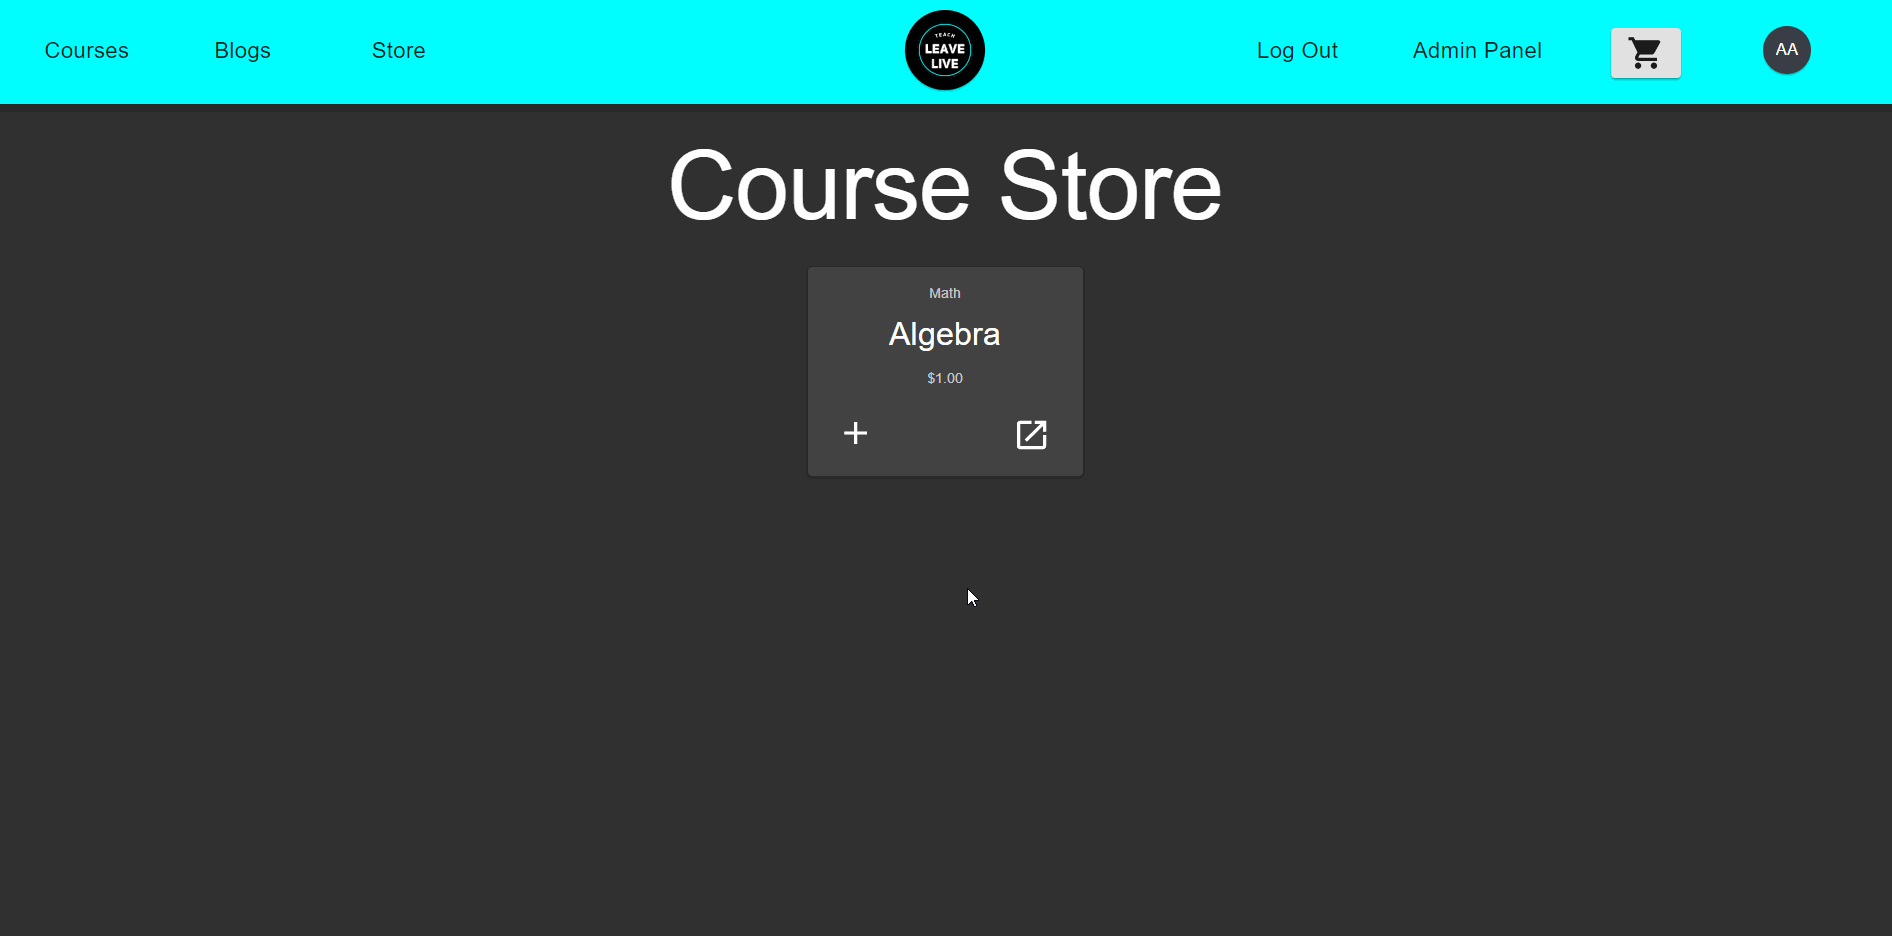 Courses Blogs Store
TEACH
LEAVE
LIVE
Log Out Admin Panel AA
Course Store
Math
Algebra
$1.00